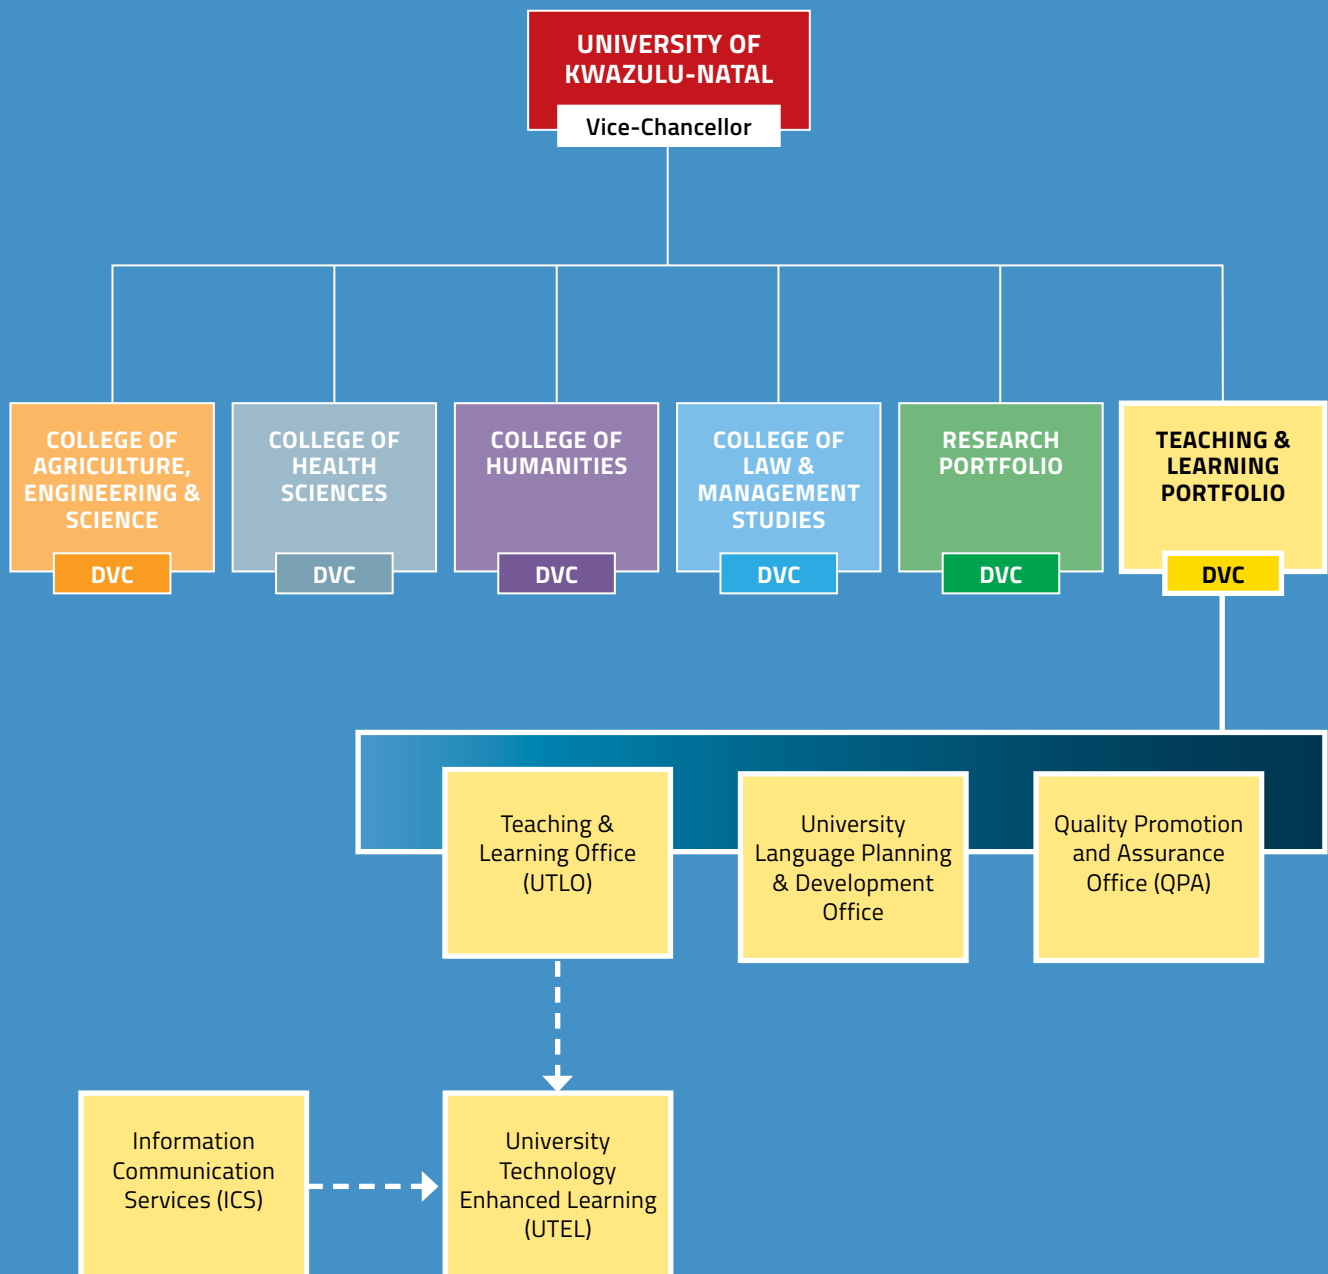 UNIVERSITY OF
KWAZULU-NATAL
Vice-Chancellor
COLLEGE OF
AGRICULTURE,
ENGINEERING &
SCIENCE
DVC
COLLEGE OF
HEALTH
SCIENCES
DVC
COLLEGE OF
HUMANITIES
DVC
COLLEGE OF
LAW &
MANAGEMENT
STUDIES
DVC
RESEARCH
PORTFOLIO
DVC
TEACHING &
LEARNING
PORTFOLIO
DVC
Teaching &
Learning Office
(UTLO)
University
Language Planning
& Development
Office
Quality Promotion
and Assurance
Office (QPA)
Information
Communication
Services (ICS)
University
Technology
Enhanced Learning
(UTEL)